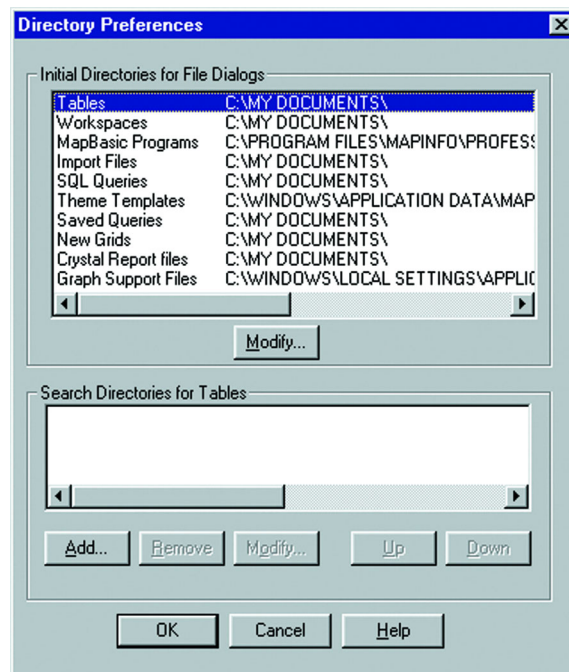 Directory Preferences
Initial Directories for File Dialogs
Tables C:\MY DOCUMENTS\
Workspaces C:\MY DOCUMENTS\
MapBasic Programs C:\PROGRAM FILES\MAPINFO\PROFESS
Import Files C:\MY DOCUMENTS\
SQL Queries C:\MY DOCUMENTS\
Theme Templates C:\WINDOWS\APPLICATION DATA\MAP
Saved Queries C:\MY DOCUMENTS\
New Grids C:\MY DOCUMENTS\
Crystal Report files C:\MY DOCUMENTS\
Graph Support Files C:\WINDOWS\LOCAL SETTINGS\APPLIC
Modify...
Search Directories for Tables
Add... Remove Modify... Up Down
OK Cancel Help